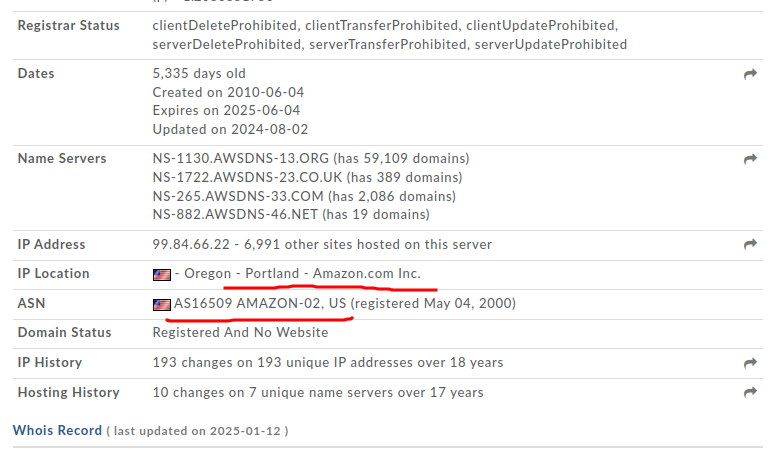 Registrar Status
clientDeleteProhibited, clientTransferProhibited, clientUpdateProhibited,
serverDeleteProhibited, serverTransferProhibited, serverUpdateProhibited
Dates
5,335 days old
Created on 2010-06-04
Expires on 2025-06-04
Updated on 2024-08-02
Name Servers
NS-1130.AWSDNS-13.ORG (has 59,109 domains)
NS-1722.AWSDNS-23.CO.UK (has 389 domains)
NS-265.AWSDNS-33.COM (has 2,086 domains)
NS-882.AWSDNS-46.NET (has 19 domains)
IP Address
99.84.66.22 - 6,991 other sites hosted on this server
IP Location
- Oregon - Portland - Amazon.com Inc.
ASN
AS16509 AMAZON-02, US (registered May 04, 2000)
Domain Status
Registered And No Website
IP History
193 changes on 193 unique IP addresses over 18 years
Hosting History
10 changes on 7 unique name servers over 17 years
Whois Record ( last updated on 2025-01-12 )